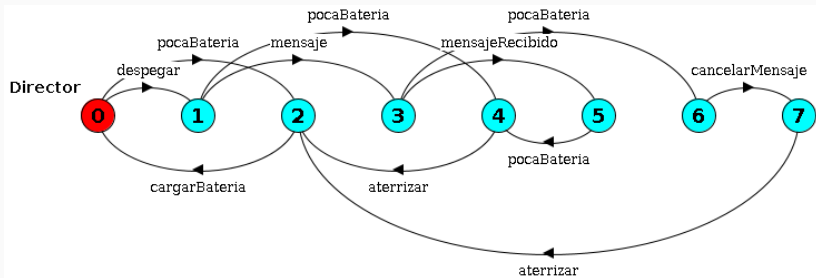 pocaBateria
pocaBateria
pocaBateria
mensaje
mensajeRecibido
despegar
cancelarMensaje
Director
0 1 2 3 4 5 6 7
pocaBateria
cargarBateria
aterrizar
aterrizar